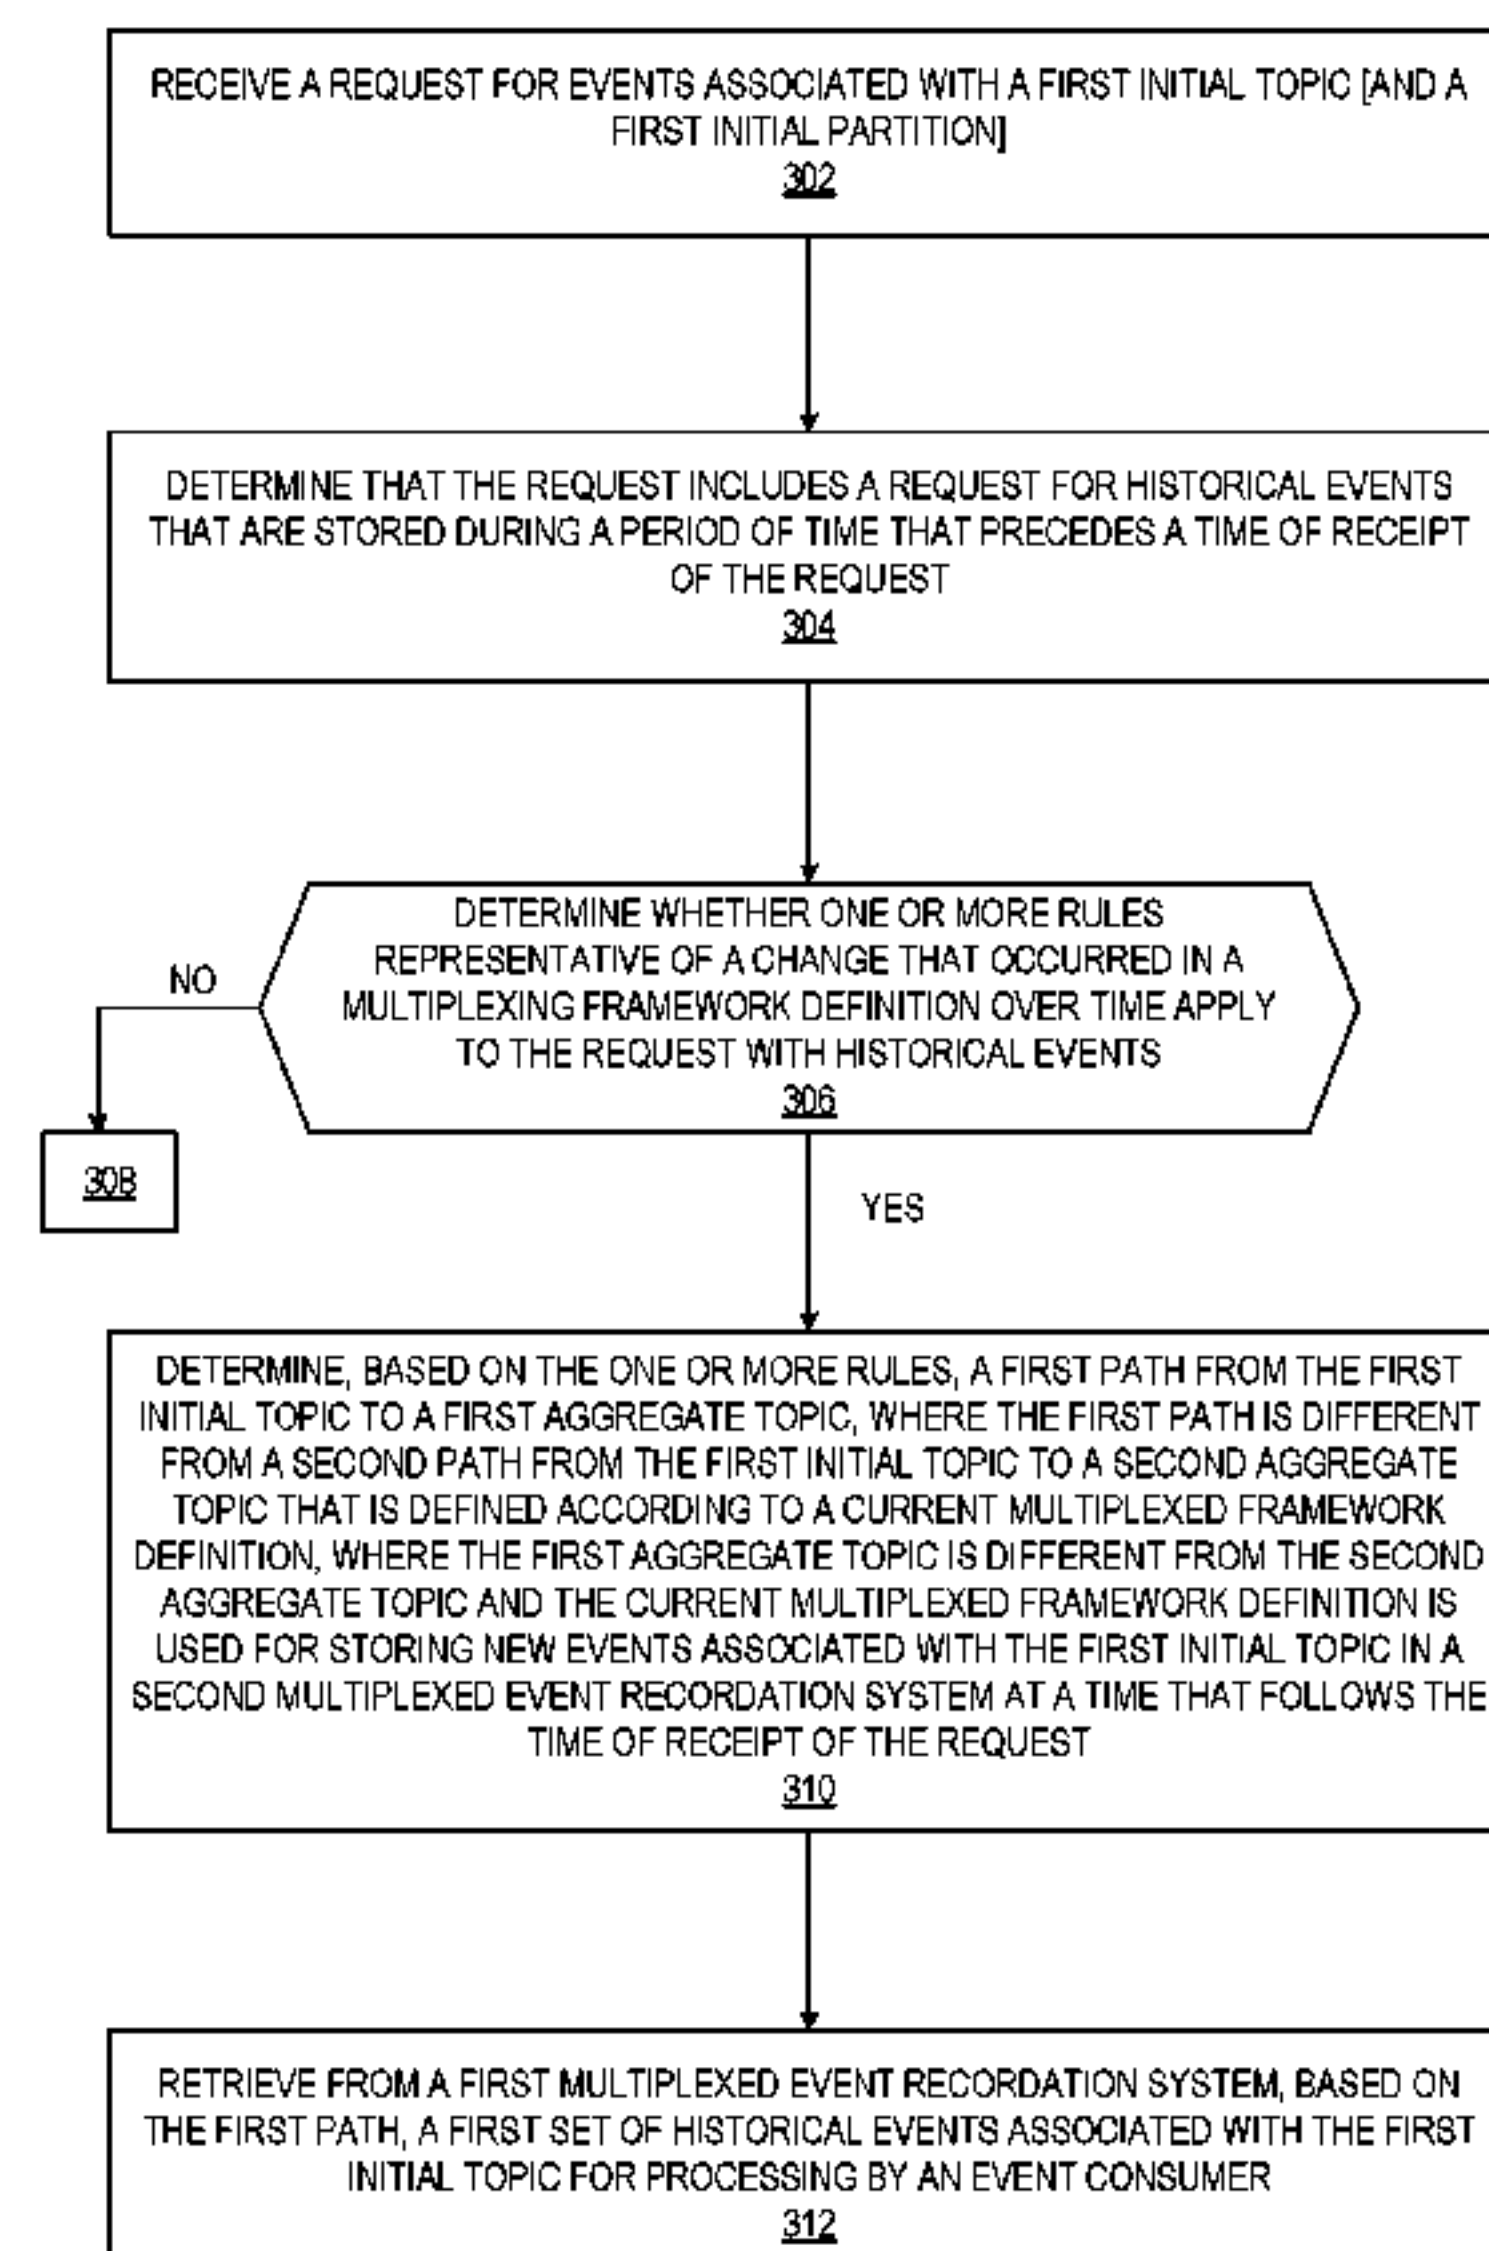 RECEIVE A REQUEST FOR EVENTS ASSOCIATED WITH A FIRST INITIAL TOPIC [AND A
FIRST INITIAL PARTITION]
302
DETERMINE THAT THE REQUEST INCLUDES A REQUEST FOR HISTORICAL EVENTS
THAT ARE STORED DURING A PERIOD OF TIME THAT PRECEDES A TIME OF RECEIPT
OF THE REQUEST
304
DETERMINE WHETHER ONE OR MORE RULES
REPRESENTATIVE OF A CHANGE THAT OCCURRED IN A
MULTIPLEXING FRAMEWORK DEFINITION OVER TIME APPLY
TO THE REQUEST WITH HISTORICAL EVENTS
306
NO
308
YES
DETERMINE, BASED ON THE ONE OR MORE RULES, A FIRST PATH FROM THE FIRST
INITIAL TOPIC TO A FIRST AGGREGATE TOPIC, WHERE THE FIRST PATH IS DIFFERENT
FROM A SECOND PATH FROM THE FIRST INITIAL TOPIC TO A SECOND AGGREGATE
TOPIC THAT IS DEFINED ACCORDING TO A CURRENT MULTIPLEXED FRAMEWORK
DEFINITION, WHERE THE FIRST AGGREGATE TOPIC IS DIFFERENT FROM THE SECOND
AGGREGATE TOPIC AND THE CURRENT MULTIPLEXED FRAMEWORK DEFINITION IS
USED FOR STORING NEW EVENTS ASSOCIATED WITH THE FIRST INITIAL TOPIC IN A
SECOND MULTIPLEXED EVENT RECORDATION SYSTEM AT A TIME THAT FOLLOWS THE
TIME OF RECEIPT OF THE REQUEST
310
RETRIEVE FROM A FIRST MULTIPLEXED EVENT RECORDATION SYSTEM, BASED ON
THE FIRST PATH, A FIRST SET OF HISTORICAL EVENTS ASSOCIATED WITH THE FIRST
INITIAL TOPIC FOR PROCESSING BY AN EVENT CONSUMER
312